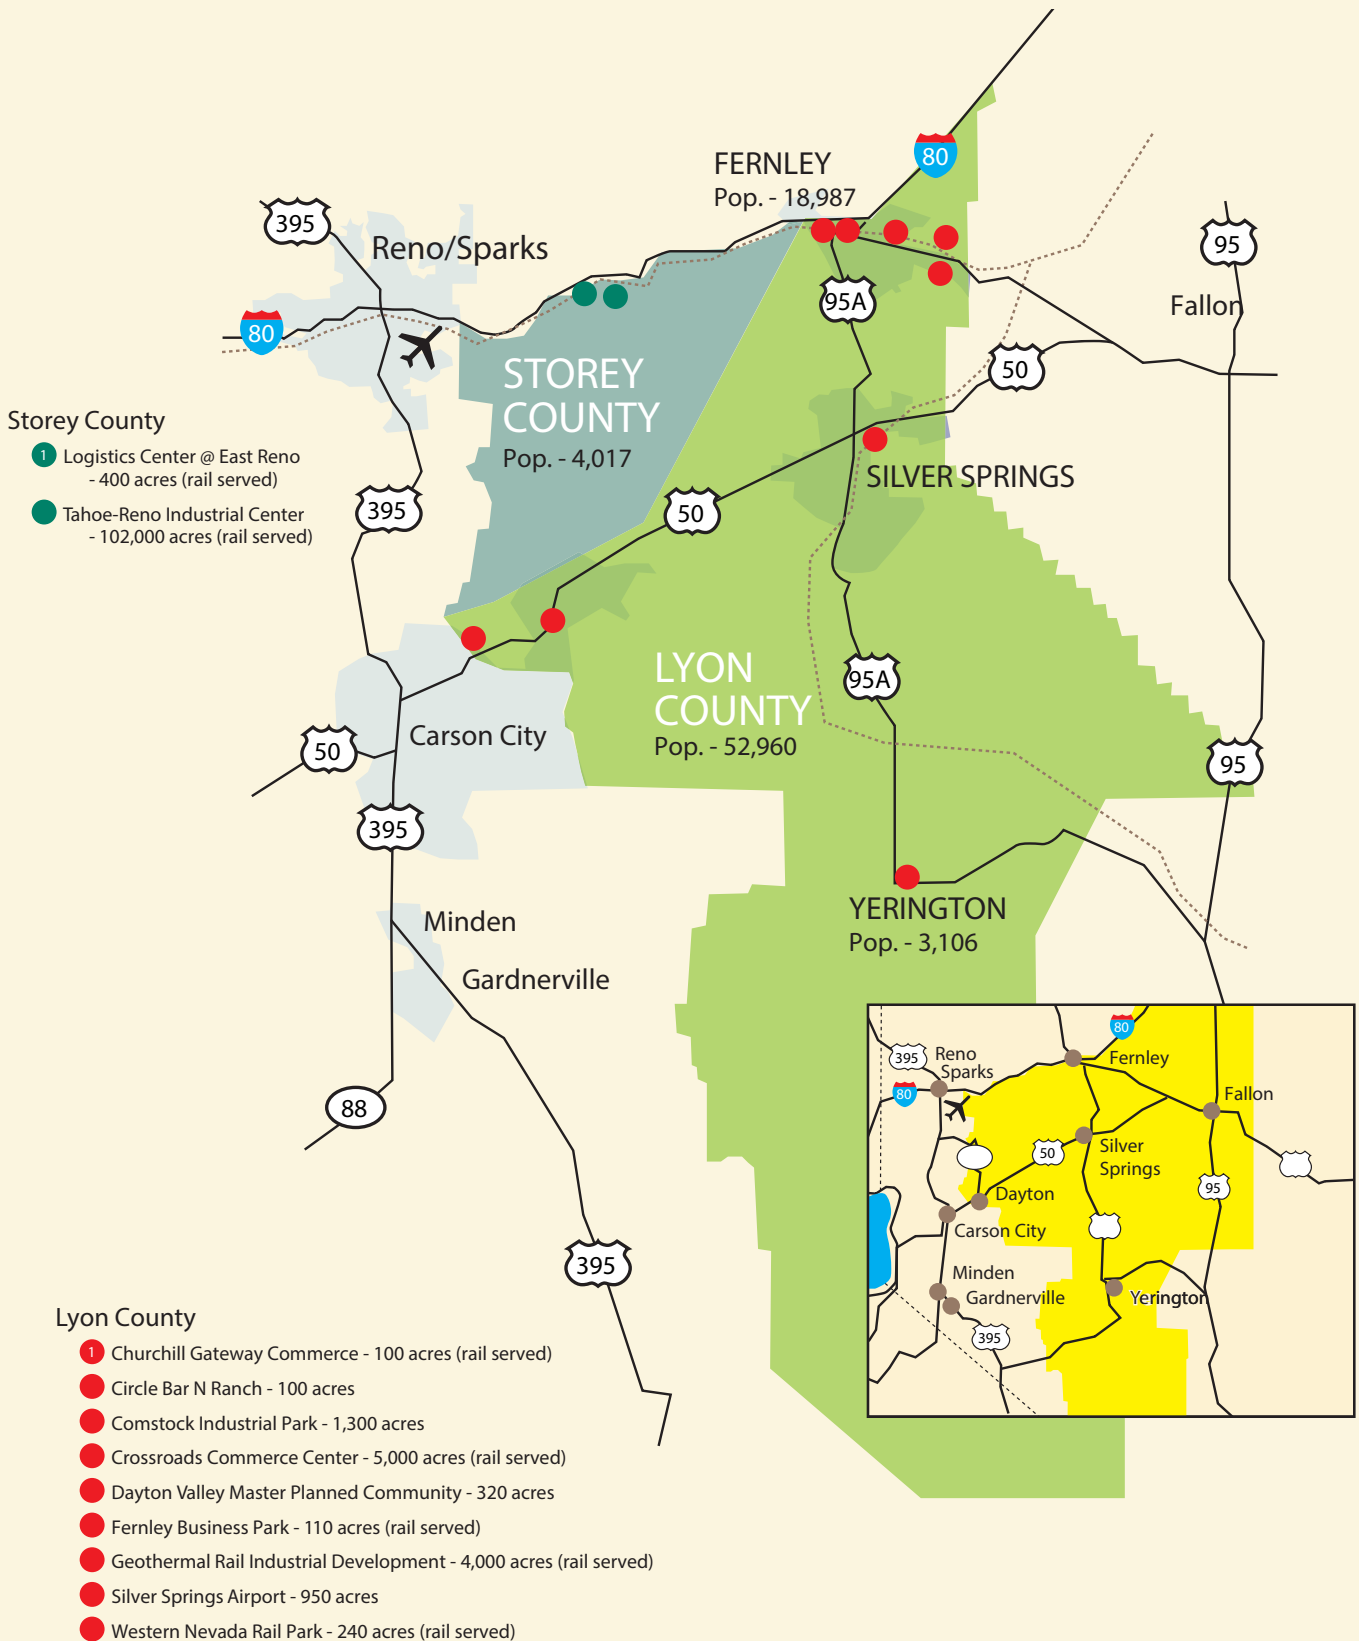 FERNLEY
Pop. - 18,987
80
395
Reno/Sparks
95
95A
Fallon
80
50
STOREY
COUNTY
Pop. - 4,017
Storey County
1 Logistics Center @ East Reno
- 400 acres (rail served)
Tahoe-Reno Industrial Center
- 102,000 acres (rail served)
SILVER SPRINGS
395
50
LYON
COUNTY
Pop. - 52,960
95A
Carson City
50
95
395
YERINGTON
Pop. - 3,106
Minden
Gardnerville
88
395
80
395
Reno
Sparks
Fernley
80
Fallon
50
Silver
Springs
95
Dayton
Carson City
Minden
Gardnerville
Yerington
395
Lyon County
1 Churchill Gateway Commerce - 100 acres (rail served)
Circle Bar N Ranch - 100 acres
Comstock Industrial Park - 1,300 acres
Crossroads Commerce Center - 5,000 acres (rail served)
Dayton Valley Master Planned Community - 320 acres
Fernley Business Park - 110 acres (rail served)
Geothermal Rail Industrial Development - 4,000 acres (rail served)
Silver Springs Airport - 950 acres
Western Nevada Rail Park - 240 acres (rail served)